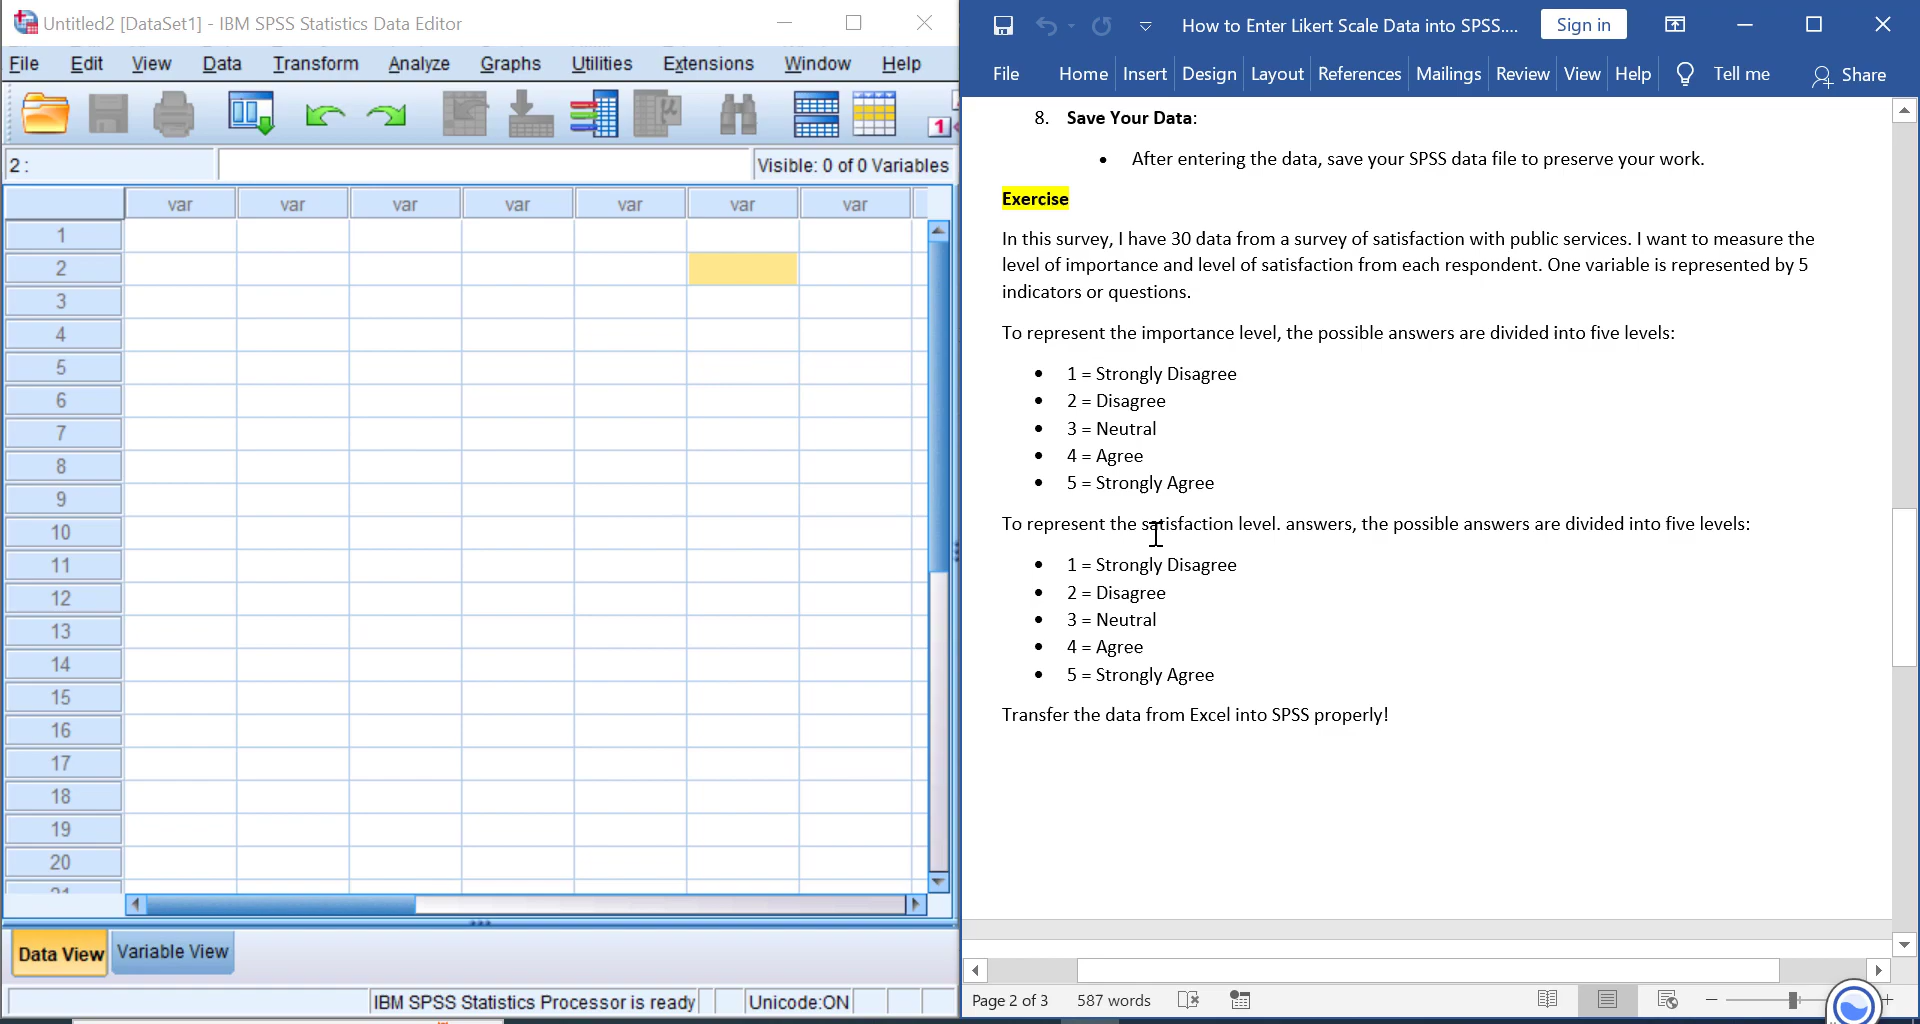 Untitled2 [DataSet1] - IBM SPSS Statistics Data Editor
File Edit View Data Transform Analyze Graphs Utilities Extensions Window Help
1
2 :
Visible: 0 of 0 Variables
var var var var var var var
1
2
3
4
5
6
7
8
9
10
11
12
13
14
15
16
17
18
19
20
21
Data View Variable View
IBM SPSS Statistics Processor is ready Unicode:ON
How to Enter Likert Scale Data into SPSS.... Sign in
File Home Insert Design Layout References Mailings Review View Help Tell me Share
8. Save Your Data:
• After entering the data, save your SPSS data file to preserve your work.
Exercise
In this survey, I have 30 data from a survey of satisfaction with public services. I want to measure the
level of importance and level of satisfaction from each respondent. One variable is represented by 5
indicators or questions.
To represent the importance level, the possible answers are divided into five levels:
• 1 = Strongly Disagree
• 2 = Disagree
• 3 = Neutral
• 4 = Agree
• 5 = Strongly Agree
To represent the satisfaction level. answers, the possible answers are divided into five levels:
• 1 = Strongly Disagree
• 2 = Disagree
• 3 = Neutral
• 4 = Agree
• 5 = Strongly Agree
Transfer the data from Excel into SPSS properly!
Page 2 of 3 587 words